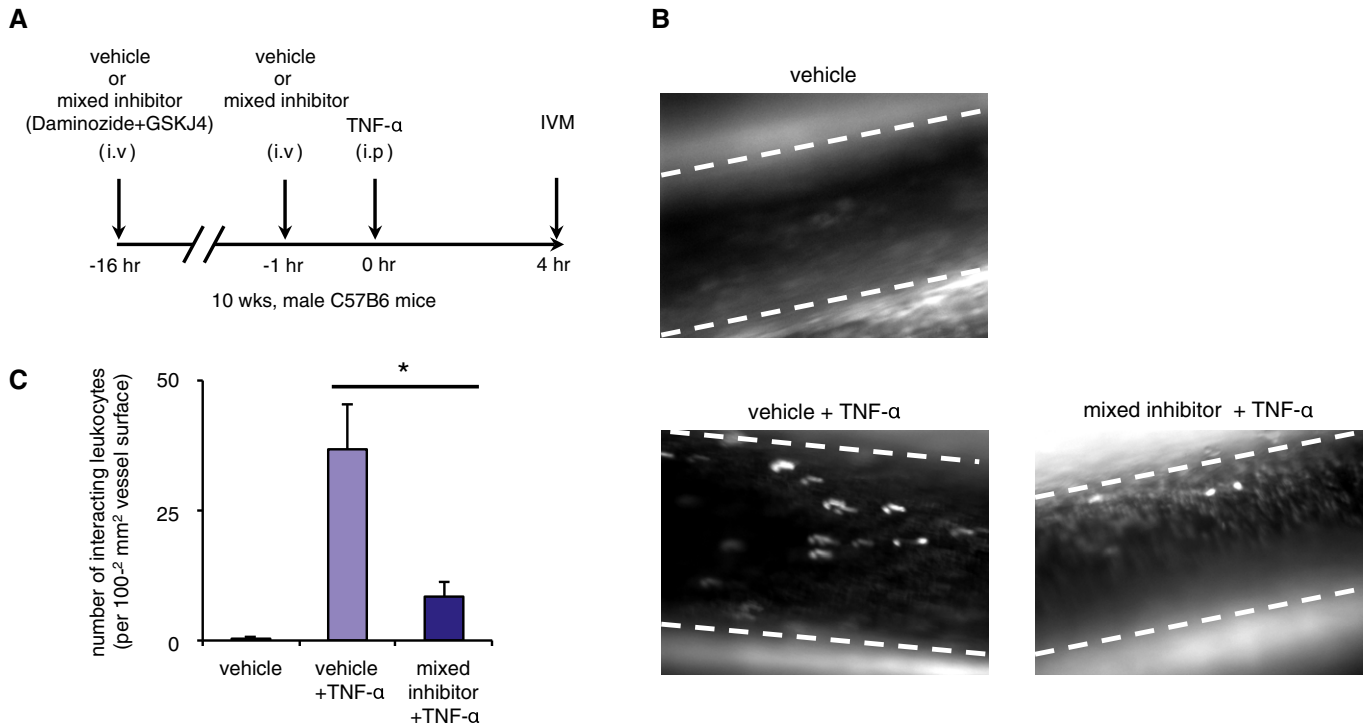 A
vehicle
or
mixed inhibitor
(Daminozide+GSKJ4)
(i.v)
vehicle
or
mixed inhibitor
(i.v)
TNF-α
(i.p)
IVM
-16 hr
-1 hr
0 hr
4 hr
10 wks, male C57B6 mice
B
vehicle
vehicle + TNF-α
mixed inhibitor + TNF-α
C
number of interacting leukocytes
(per 100-² mm² vessel surface)
50
25
0
*
vehicle
vehicle
+TNF-α
mixed
inhibitor
+TNF-α